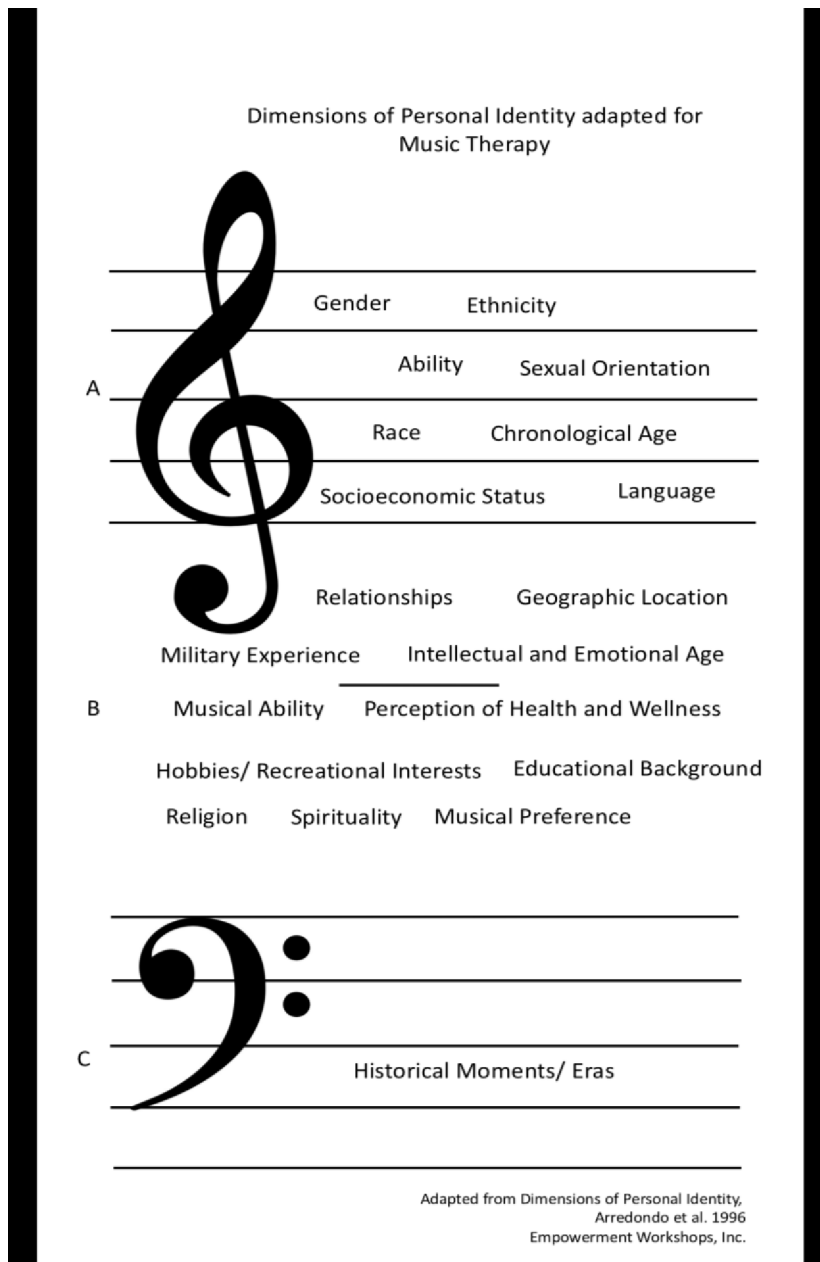 Dimensions of Personal Identity adapted for
Music Therapy
Gender Ethnicity
Ability Sexual Orientation
A
Race Chronological Age
Socioeconomic Status Language
Relationships Geographic Location
Military Experience Intellectual and Emotional Age
B Musical Ability Perception of Health and Wellness
Hobbies/ Recreational Interests Educational Background
Religion Spirituality Musical Preference
C
Historical Moments/ Eras
Adapted from Dimensions of Personal Identity,
Arredondo et al. 1996
Empowerment Workshops, Inc.